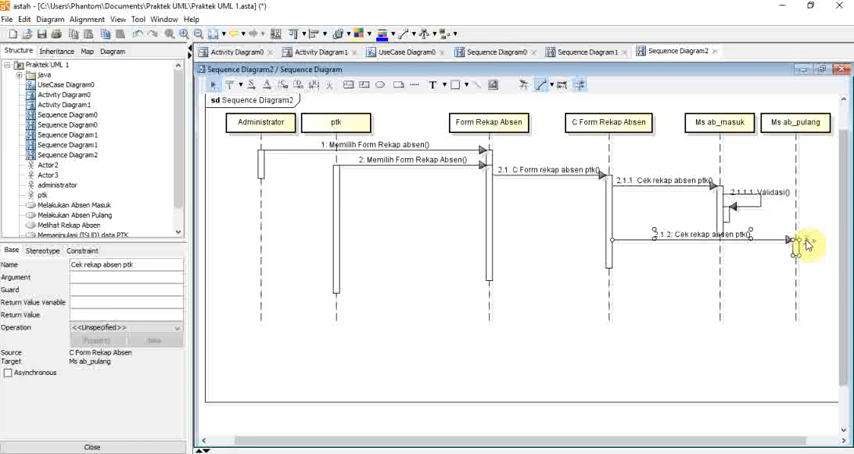 astah - [C:\Users\Phantom\Documents\Praktek UML\Praktek UML 1.asta] (*)
File Edit Diagram Alignment View Tool Window Help
Structure Inheritance Map Diagram
Activity Diagram0 Activity Diagram1 UseCase Diagram0 Sequence Diagram0 Sequence Diagram1 Sequence Diagram2
Praktek UML 1
java
UseCase Diagram0
Activity Diagram0
Activity Diagram1
Sequence Diagram0
Sequence Diagram0
Sequence Diagram1
Sequence Diagram1
Sequence Diagram2
Actor2
Actor3
administrator
ptk
Melakukan Absen Masuk
Melakukan Absen Pulang
Melihat Rekap Absen
Memanipulasi (TSUD) data PTK
Sequence Diagram2 / Sequence Diagram
sd Sequence Diagram2
Administrator
ptk
Form Rekap Absen
C Form Rekap Absen
Ms ab_masuk
Ms ab_pulang
1: Memilih Form Rekap absen()
2: Memilih Form Rekap Absen()
2.1: C Form rekap absen ptk()
2.1.1: Cek rekap absen ptk()
2.1.1.1: Validasi()
2.1.2: Cek rekap absen ptk()
Base Stereotype Constraint
Name Cek rekap absen ptk
Argument
Guard
Return Value Variable
Return Value
Operation <<Unspecified>>
Property New
Source C Form Rekap Absen
Target Ms ab_pulang
Asynchronous
Close